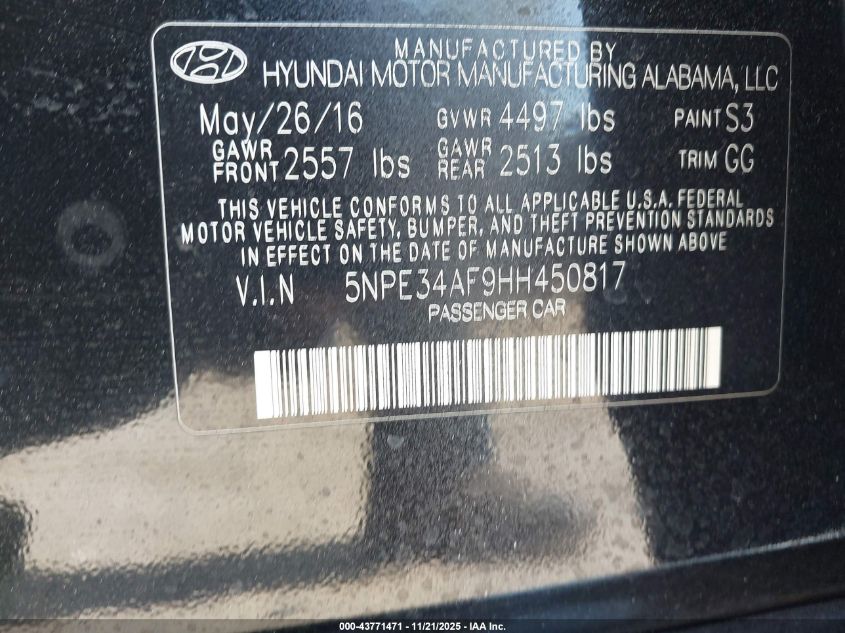 MANUFACTURED BY
HYUNDAI MOTOR MANUFACTURING ALABAMA, LLC
May/26/16 GVWR 4497 lbs PAINT S3
GAWR FRONT 2557 lbs GAWR REAR 2513 lbs TRIM GG
THIS VEHICLE CONFORMS TO ALL APPLICABLE U.S.A. FEDERAL
MOTOR VEHICLE SAFETY, BUMPER, AND THEFT PREVENTION STANDARDS
IN EFFECT ON THE DATE OF MANUFACTURE SHOWN ABOVE
V.I.N 5NPE34AF9HH450817
PASSENGER CAR
000-43771471 - 11/21/2025 - IAA Inc.